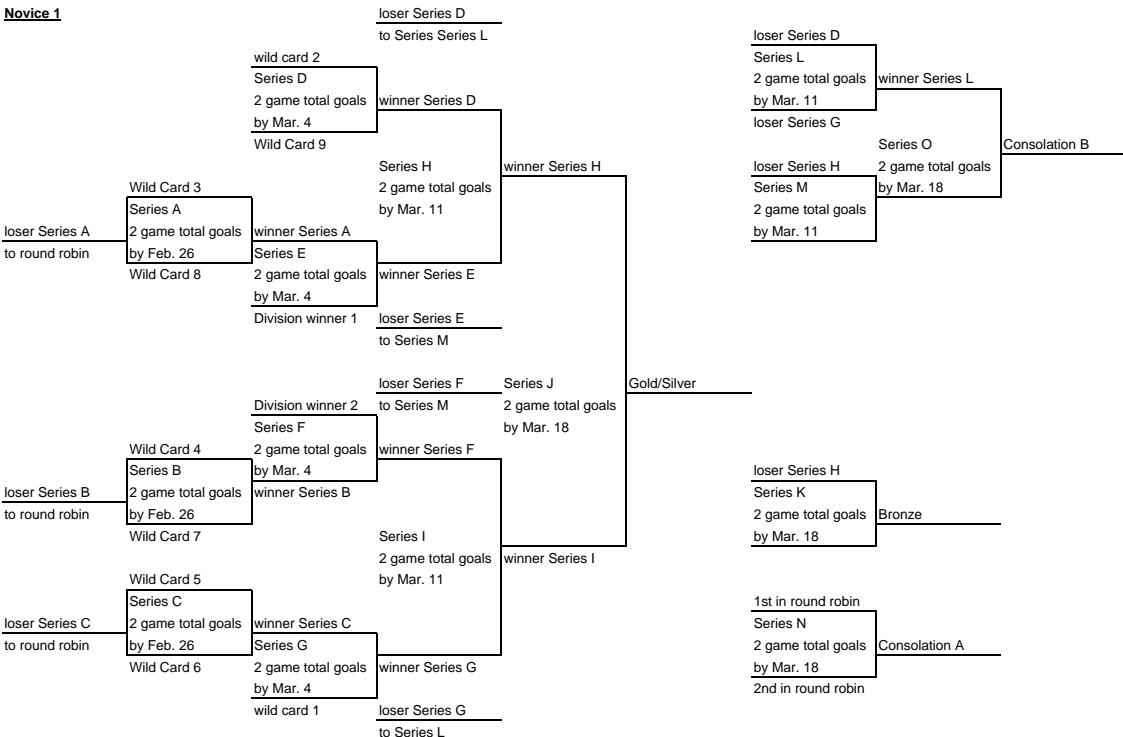 Novice 1
loser Series D
to Series Series L
wild card 2
Series D
2 game total goals
by Mar. 4
Wild Card 9
winner Series D
Series H
2 game total goals
by Mar. 11
winner Series H
Wild Card 3
Series A
2 game total goals
by Feb. 26
Wild Card 8
loser Series A
to round robin
winner Series A
Series E
2 game total goals
by Mar. 4
Division winner 1
winner Series E
loser Series E
to Series M
loser Series F
to Series M
Series J
2 game total goals
by Mar. 18
Gold/Silver
Division winner 2
Series F
2 game total goals
by Mar. 4
winner Series B
winner Series F
Wild Card 4
Series B
2 game total goals
by Feb. 26
Wild Card 7
loser Series B
to round robin
Series I
2 game total goals
by Mar. 11
winner Series I
Wild Card 5
Series C
2 game total goals
by Feb. 26
Wild Card 6
loser Series C
to round robin
winner Series C
Series G
2 game total goals
by Mar. 4
wild card 1
winner Series G
loser Series G
to Series L
loser Series D
Series L
2 game total goals
by Mar. 11
loser Series G
winner Series L
Series O
2 game total goals
by Mar. 18
Consolation B
loser Series H
Series M
2 game total goals
by Mar. 11
loser Series H
Series K
2 game total goals
by Mar. 18
Bronze
1st in round robin
Series N
2 game total goals
by Mar. 18
2nd in round robin
Consolation A